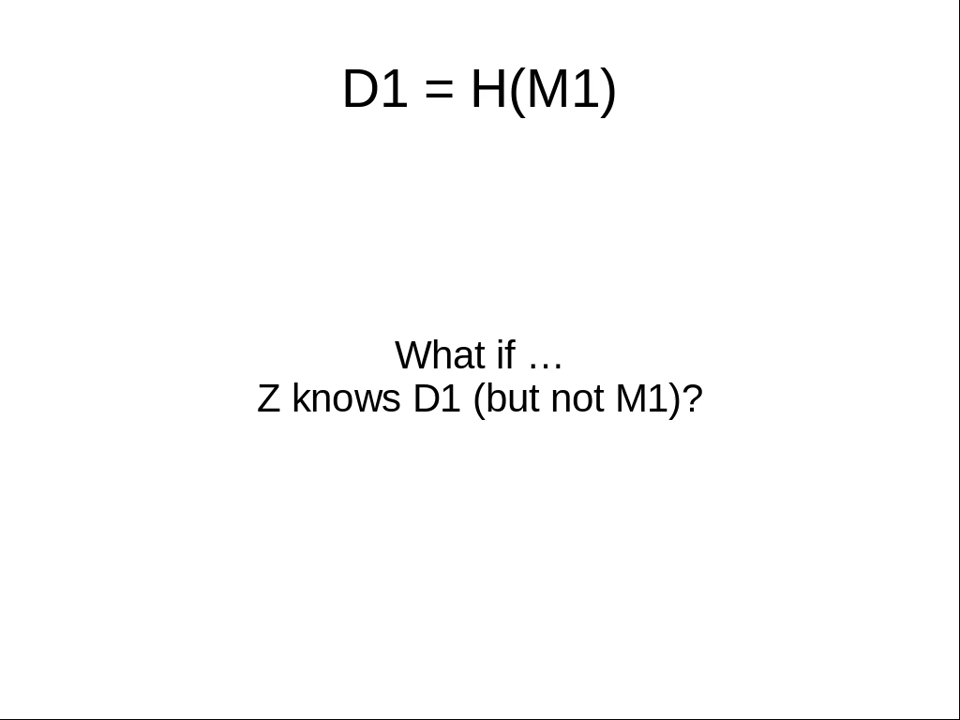 D1 = H(M1)
What if …
Z knows D1 (but not M1)?